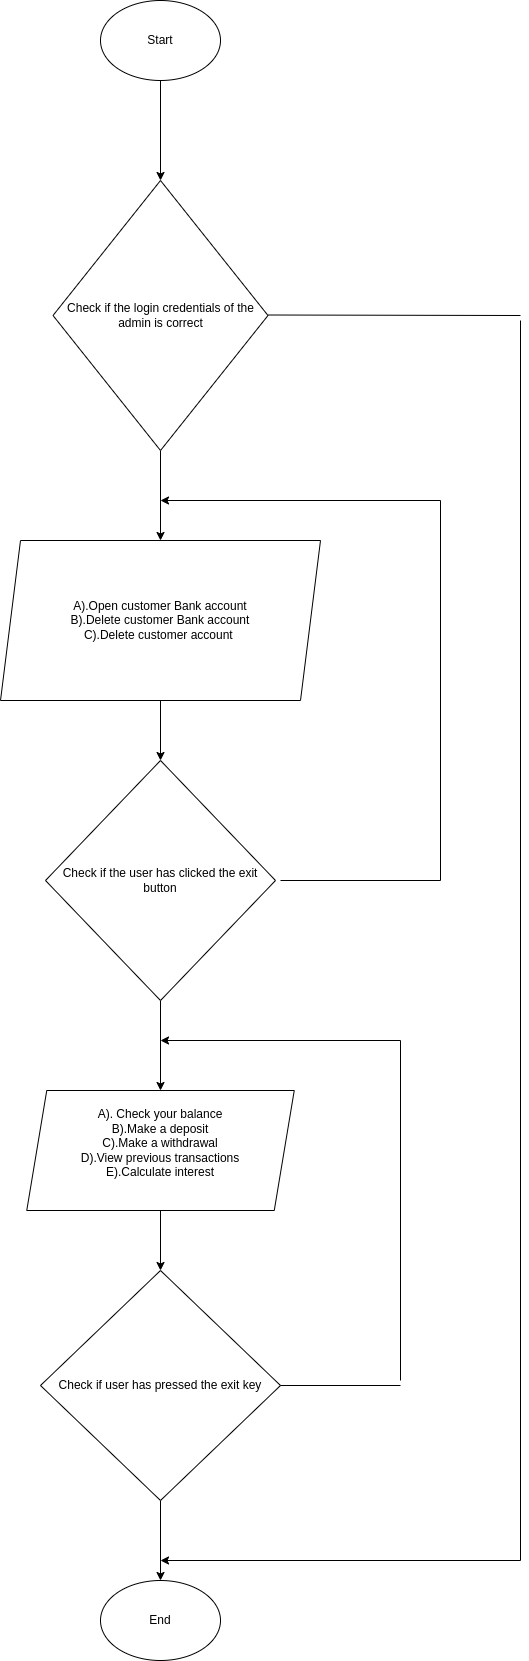 Start
Check if the login credentials of the
admin is correct
A).Open customer Bank account
B).Delete customer Bank account
C).Delete customer account
Check if the user has clicked the exit
button
A). Check your balance
B).Make a deposit
C).Make a withdrawal
D).View previous transactions
E).Calculate interest
Check if user has pressed the exit key
End